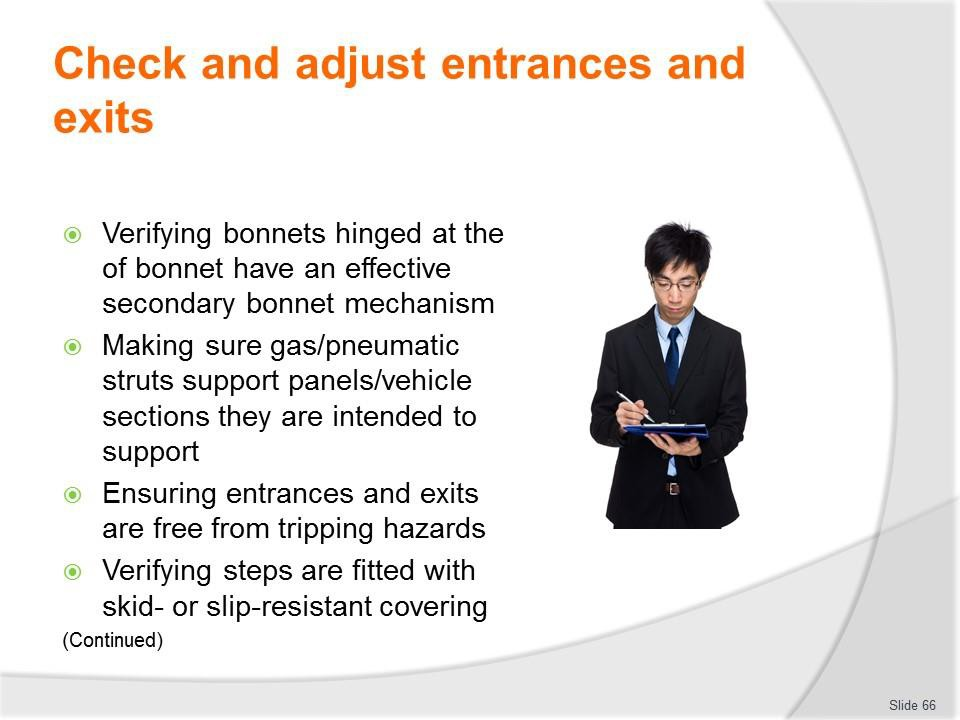 Check and adjust entrances and
exits
Verifying bonnets hinged at the
of bonnet have an effective
secondary bonnet mechanism
Making sure gas/pneumatic
struts support panels/vehicle
sections they are intended to
support
Ensuring entrances and exits
are free from tripping hazards
Verifying steps are fitted with
skid- or slip-resistant covering
(Continued)
Slide 66